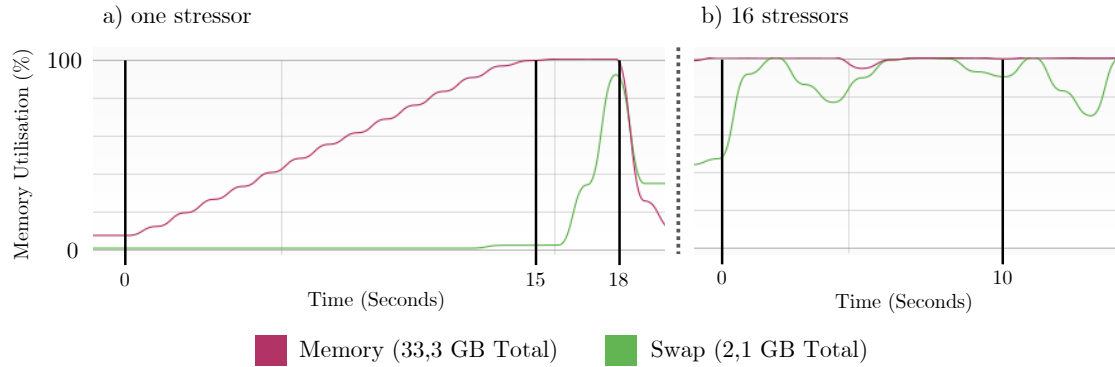 a) one stressor
b) 16 stressors
Memory Utilisation (%)
100
0
0
15
18
Time (Seconds)
0
10
Time (Seconds)
Memory (33,3 GB Total)
Swap (2,1 GB Total)